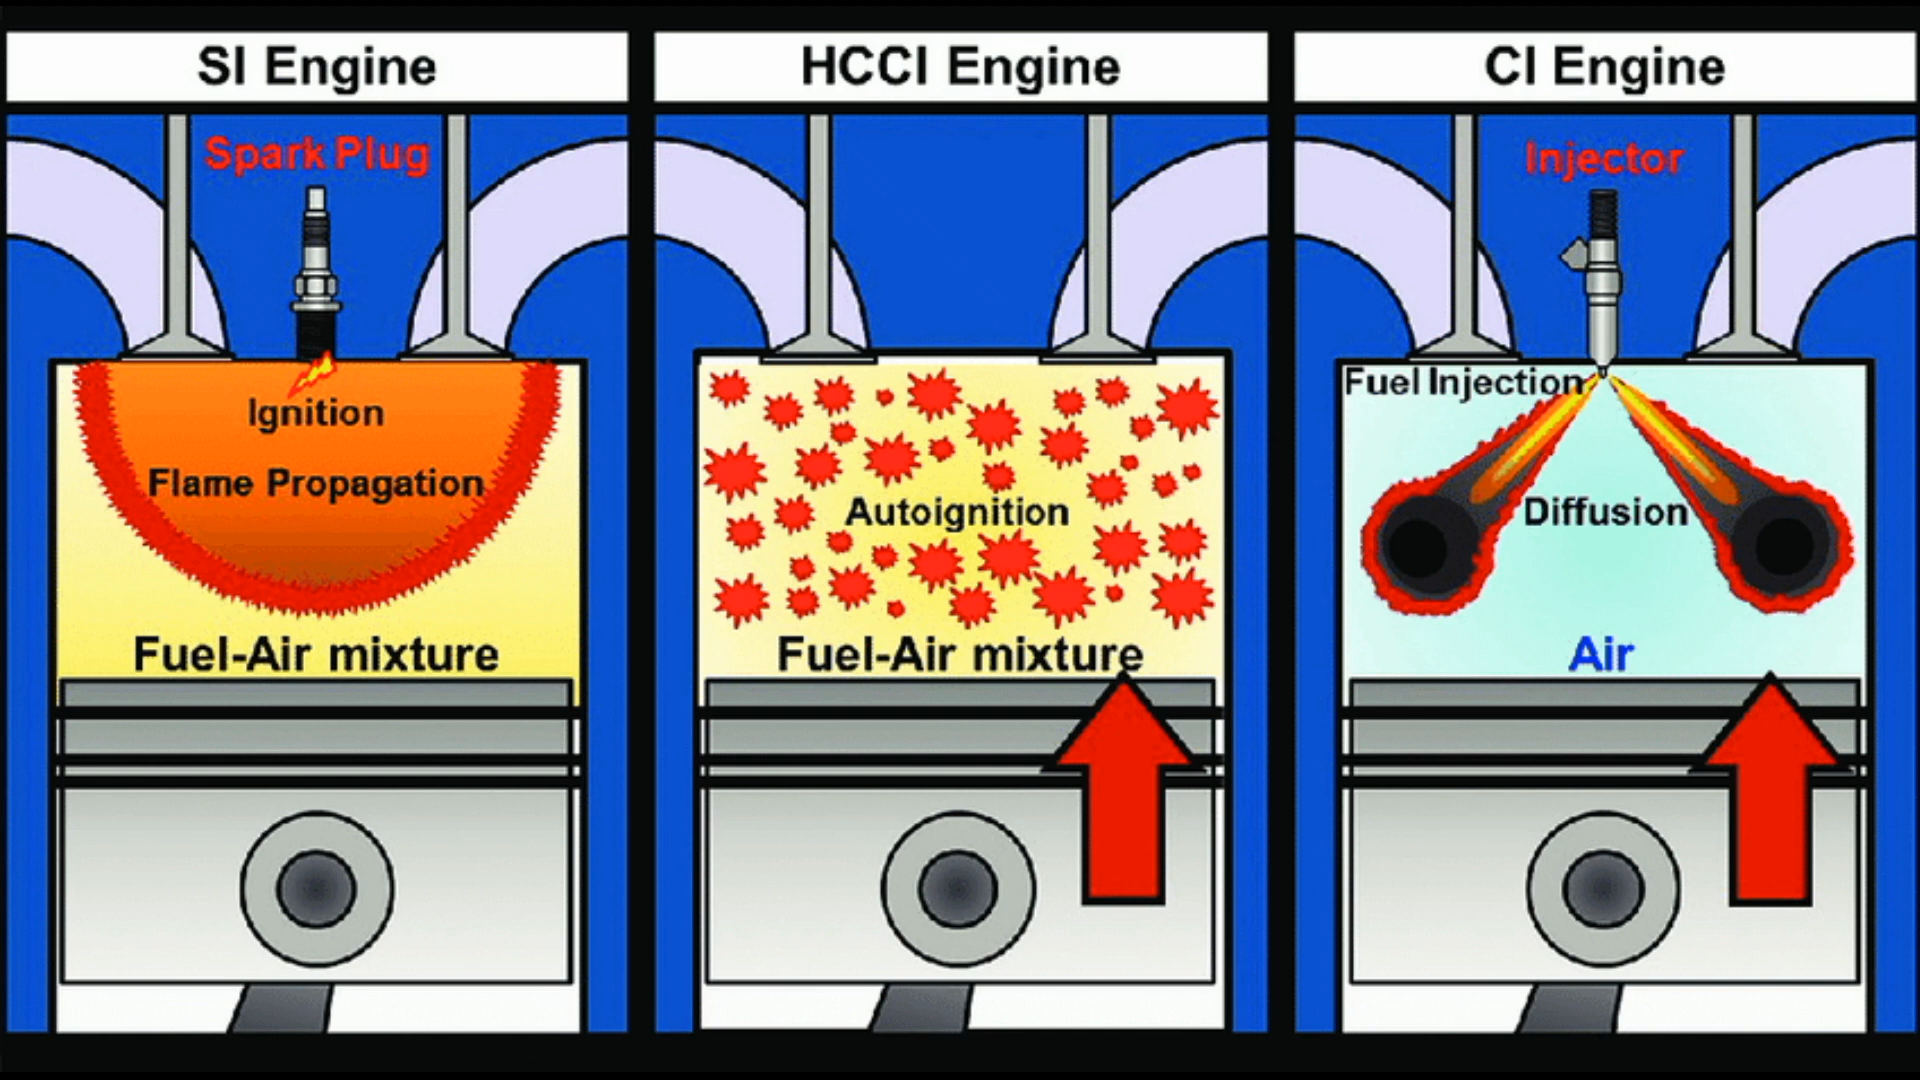 SI Engine
Spark Plug
Ignition
Flame Propagation
Fuel-Air mixture
HCCI Engine
Autoignition
Fuel-Air mixture
CI Engine
Injector
Fuel Injection
Diffusion
Air